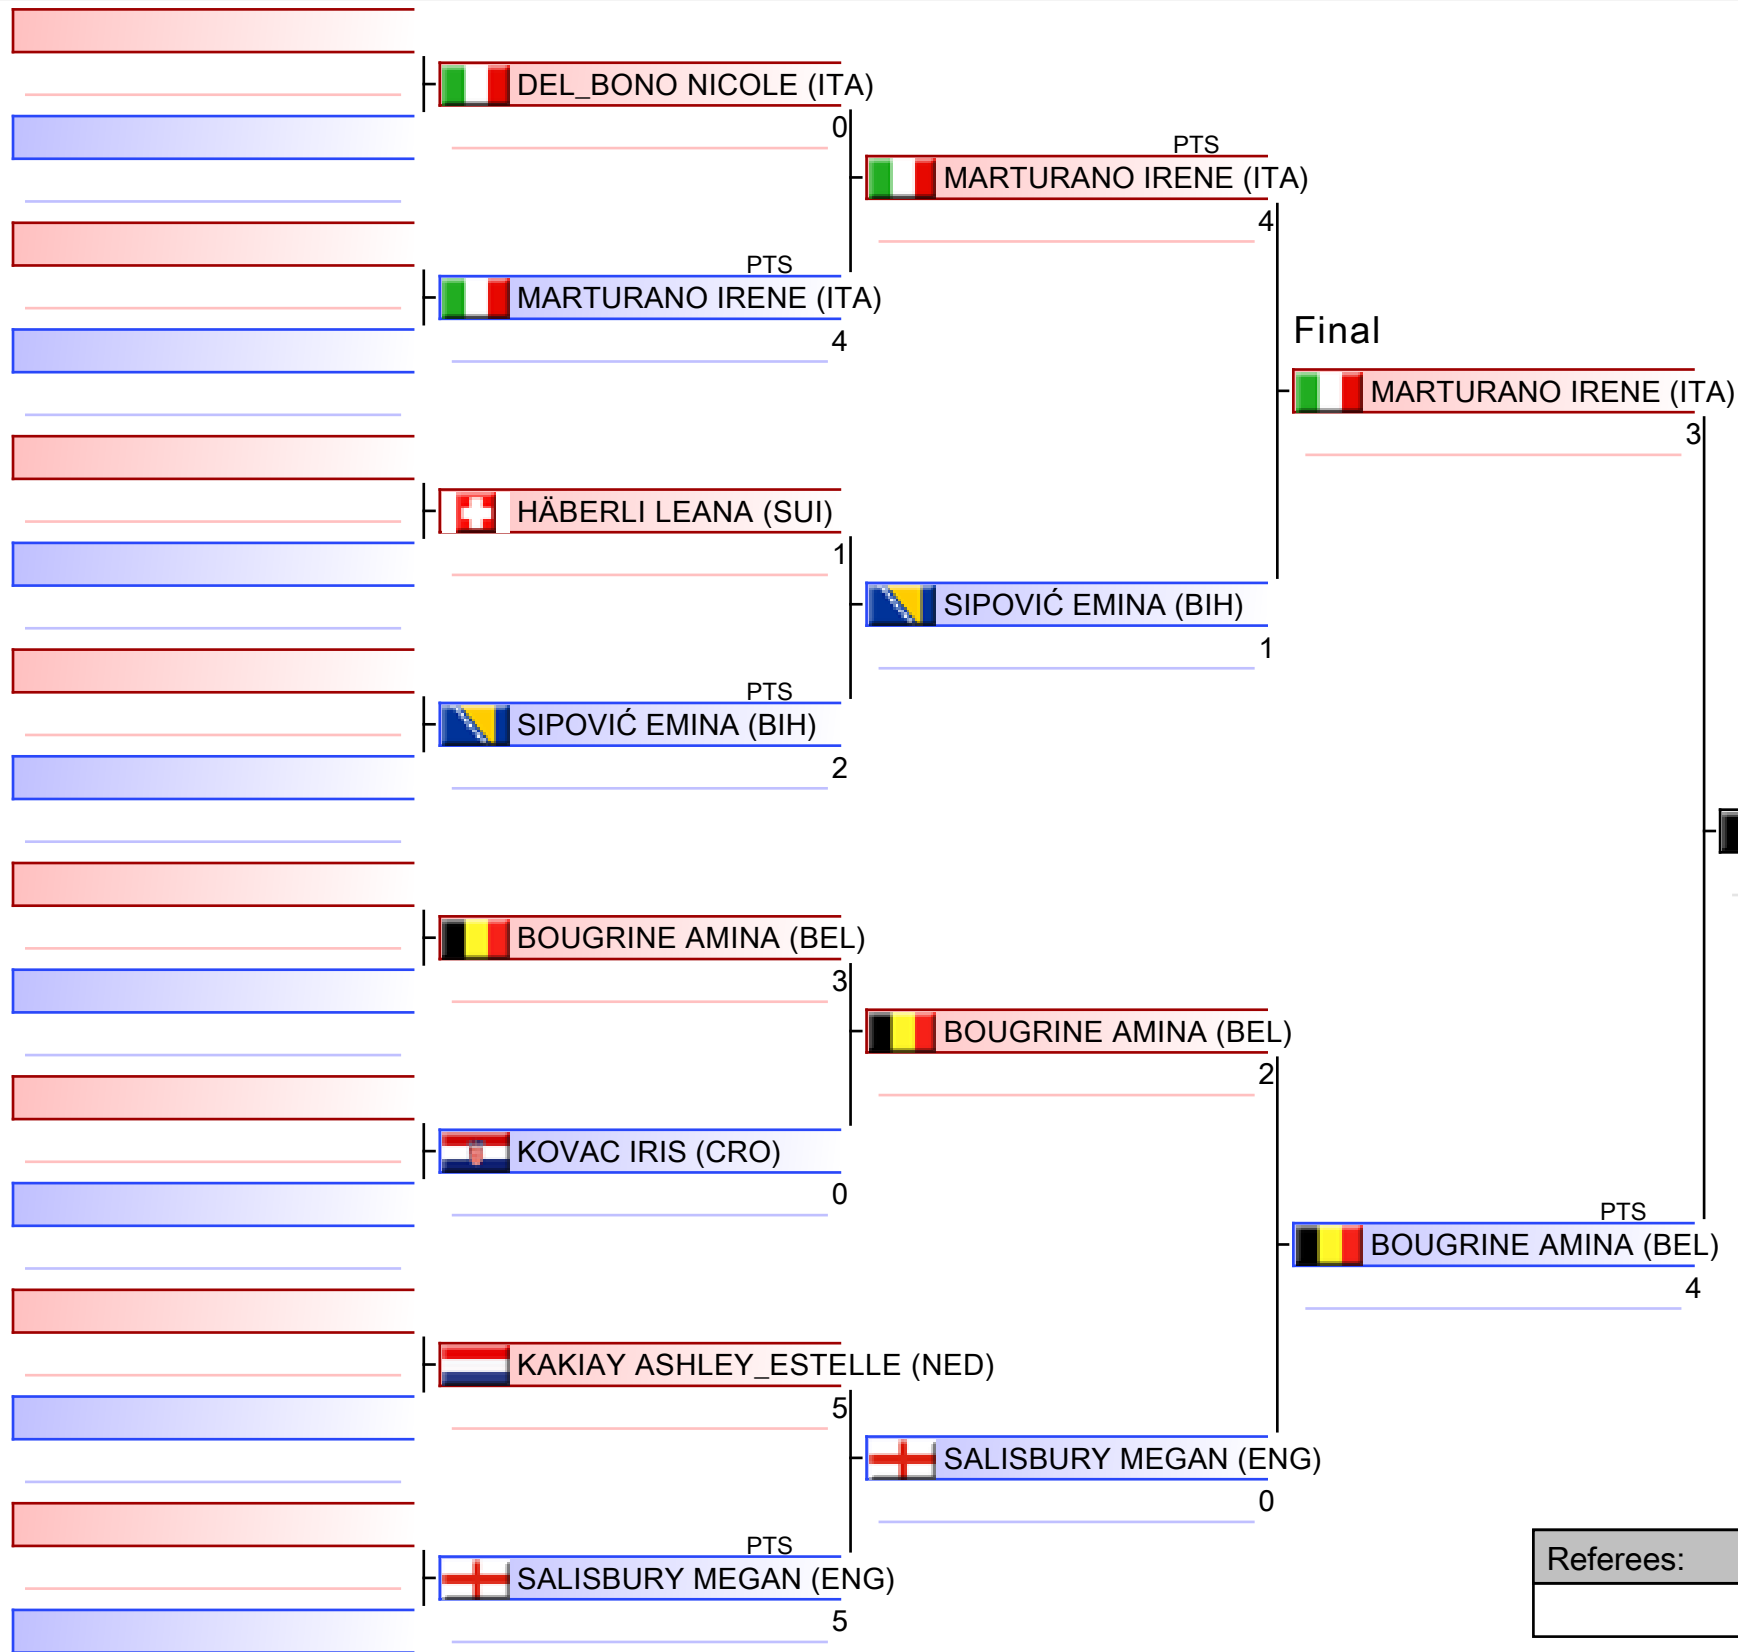 DEL_BONO NICOLE (ITA)
0
PTS
MARTURANO IRENE (ITA)
4
PTS
MARTURANO IRENE (ITA)
4
Final
MARTURANO IRENE (ITA)
3
HÄBERLI LEANA (SUI)
1
SIPOVIĆ EMINA (BIH)
1
PTS
SIPOVIĆ EMINA (BIH)
2
BOUGRINE AMINA (BEL)
3
BOUGRINE AMINA (BEL)
2
KOVAC IRIS (CRO)
0
PTS
BOUGRINE AMINA (BEL)
4
KAKIAY ASHLEY_ESTELLE (NED)
5
SALISBURY MEGAN (ENG)
0
PTS
SALISBURY MEGAN (ENG)
5
Referees: